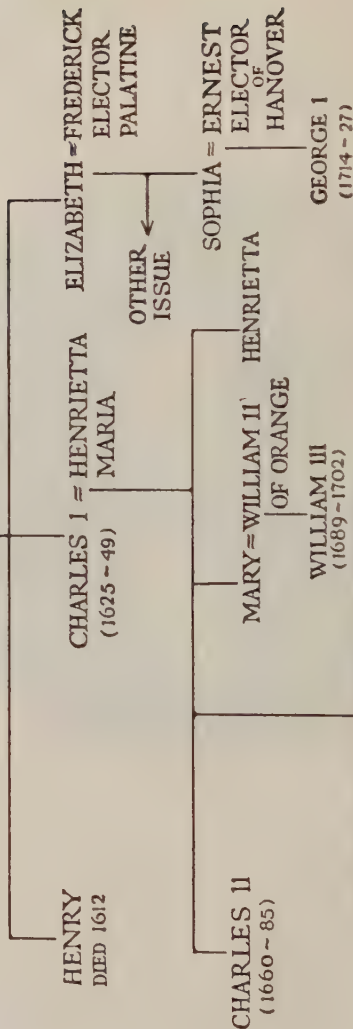 HENRY
DIED 1612
CHARLES I = HENRIETTA
MARIA
(1625~49)
ELIZABETH = FREDERICK
ELECTOR
PALATINE
OTHER
ISSUE
CHARLES II
(1660~85)
MARY = WILLIAM II
OF ORANGE
HENRIETTA
SOPHIA = ERNEST
ELECTOR
OF
HANOVER
WILLIAM III
(1689~1702)
GEORGE I
(1714~27)